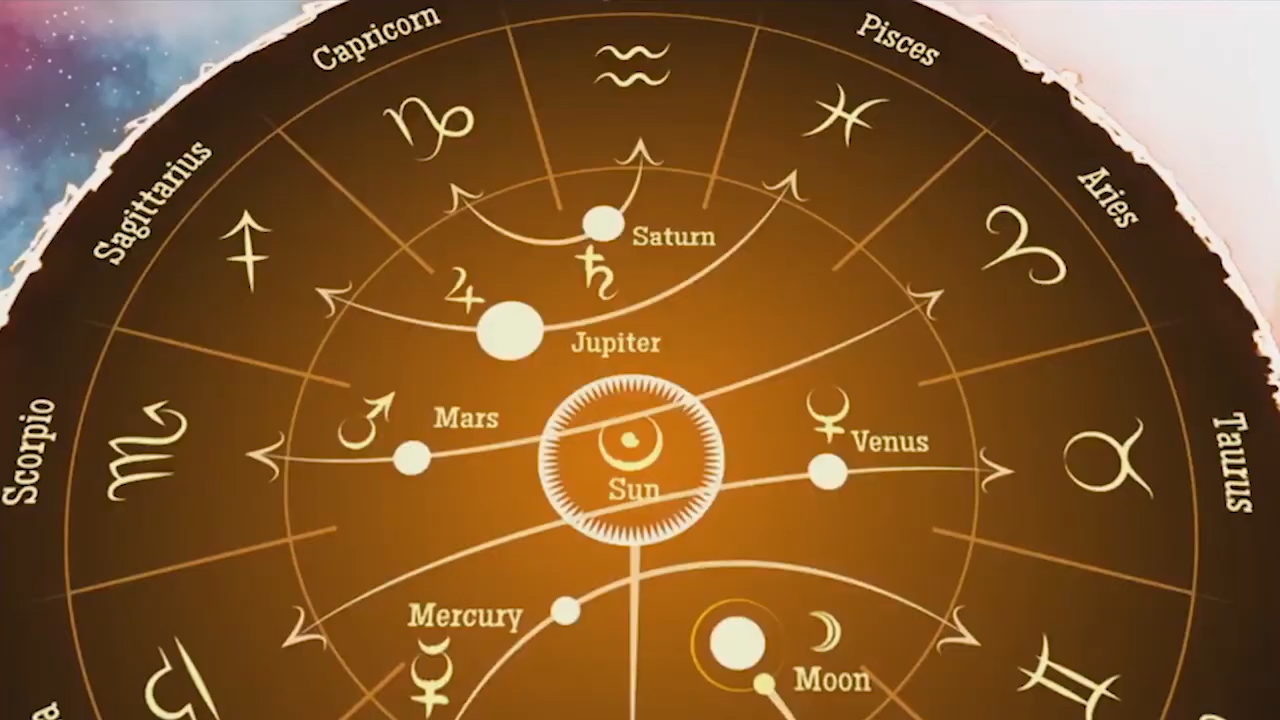 Capricorn
Pisces
Sagittarius
Aries
Saturn
Jupiter
Scorpio
Mars
Venus
Taurus
Sun
Mercury
Moon